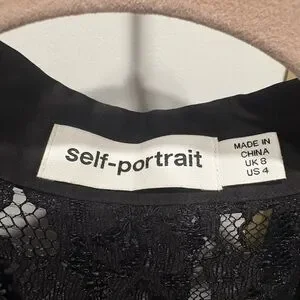 self-portrait
MADE IN
CHINA
UK 8
US 4